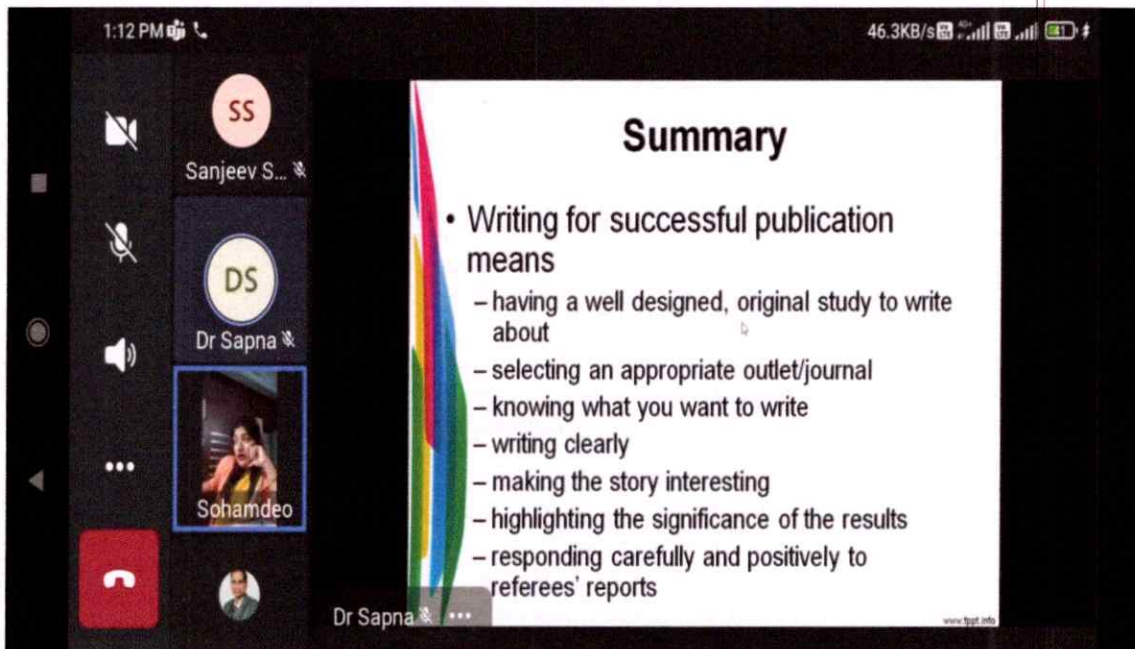 1:12 PM
46.3KB/s
4G+
41
SS
Sanjeev S...
DS
Dr Sapna
Sohamdeo
Summary
• Writing for successful publication
means
– having a well designed, original study to write
about
– selecting an appropriate outlet/journal
– knowing what you want to write
– writing clearly
– making the story interesting
– highlighting the significance of the results
– responding carefully and positively to
referees' reports
Dr Sapna
www.fppt.info